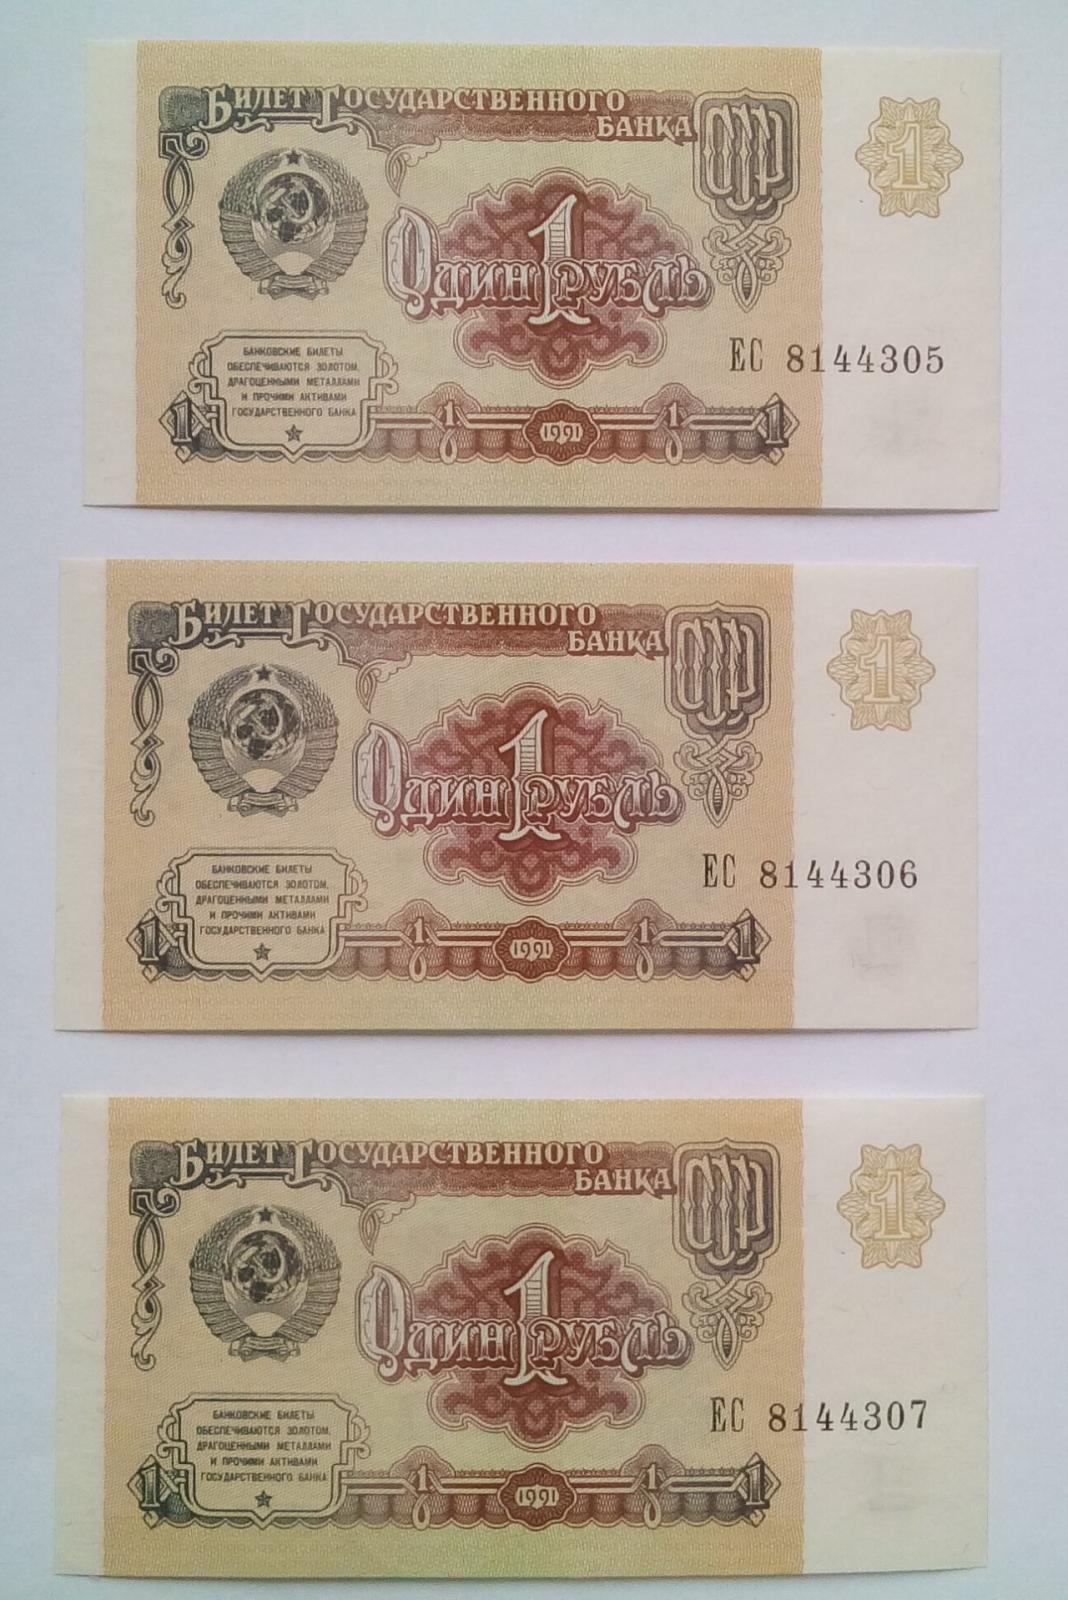 БИЛЕТ ГОСУДАРСТВЕННОГО
БАНКА
СССР
1
1
ОДИН РУБЛЬ
ЕС 8144305
БАНКОВСКИЕ БИЛЕТЫ
ОБЕСПЕЧИВАЮТСЯ ЗОЛОТОМ,
ДРАГОЦЕННЫМИ МЕТАЛЛАМИ
И ПРОЧИМИ АКТИВАМИ
ГОСУДАРСТВЕННОГО БАНКА
1 1 1991 1 1
БИЛЕТ ГОСУДАРСТВЕННОГО
БАНКА
СССР
1
1
ОДИН РУБЛЬ
ЕС 8144306
БАНКОВСКИЕ БИЛЕТЫ
ОБЕСПЕЧИВАЮТСЯ ЗОЛОТОМ,
ДРАГОЦЕННЫМИ МЕТАЛЛАМИ
И ПРОЧИМИ АКТИВАМИ
ГОСУДАРСТВЕННОГО БАНКА
1 1 1991 1 1
БИЛЕТ ГОСУДАРСТВЕННОГО
БАНКА
СССР
1
1
ОДИН РУБЛЬ
ЕС 8144307
БАНКОВСКИЕ БИЛЕТЫ
ОБЕСПЕЧИВАЮТСЯ ЗОЛОТОМ,
ДРАГОЦЕННЫМИ МЕТАЛЛАМИ
И ПРОЧИМИ АКТИВАМИ
ГОСУДАРСТВЕННОГО БАНКА
1 1 1991 1 1